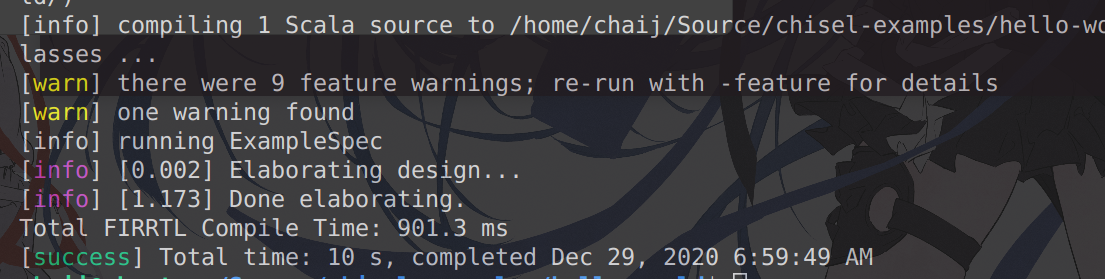 [info] compiling 1 Scala source to /home/chaij/Source/chisel-examples/hello-wo
lasses ...
[warn] there were 9 feature warnings; re-run with -feature for details
[warn] one warning found
[info] running ExampleSpec
[info] [0.002] Elaborating design...
[info] [1.173] Done elaborating.
Total FIRRTL Compile Time: 901.3 ms
[success] Total time: 10 s, completed Dec 29, 2020 6:59:49 AM